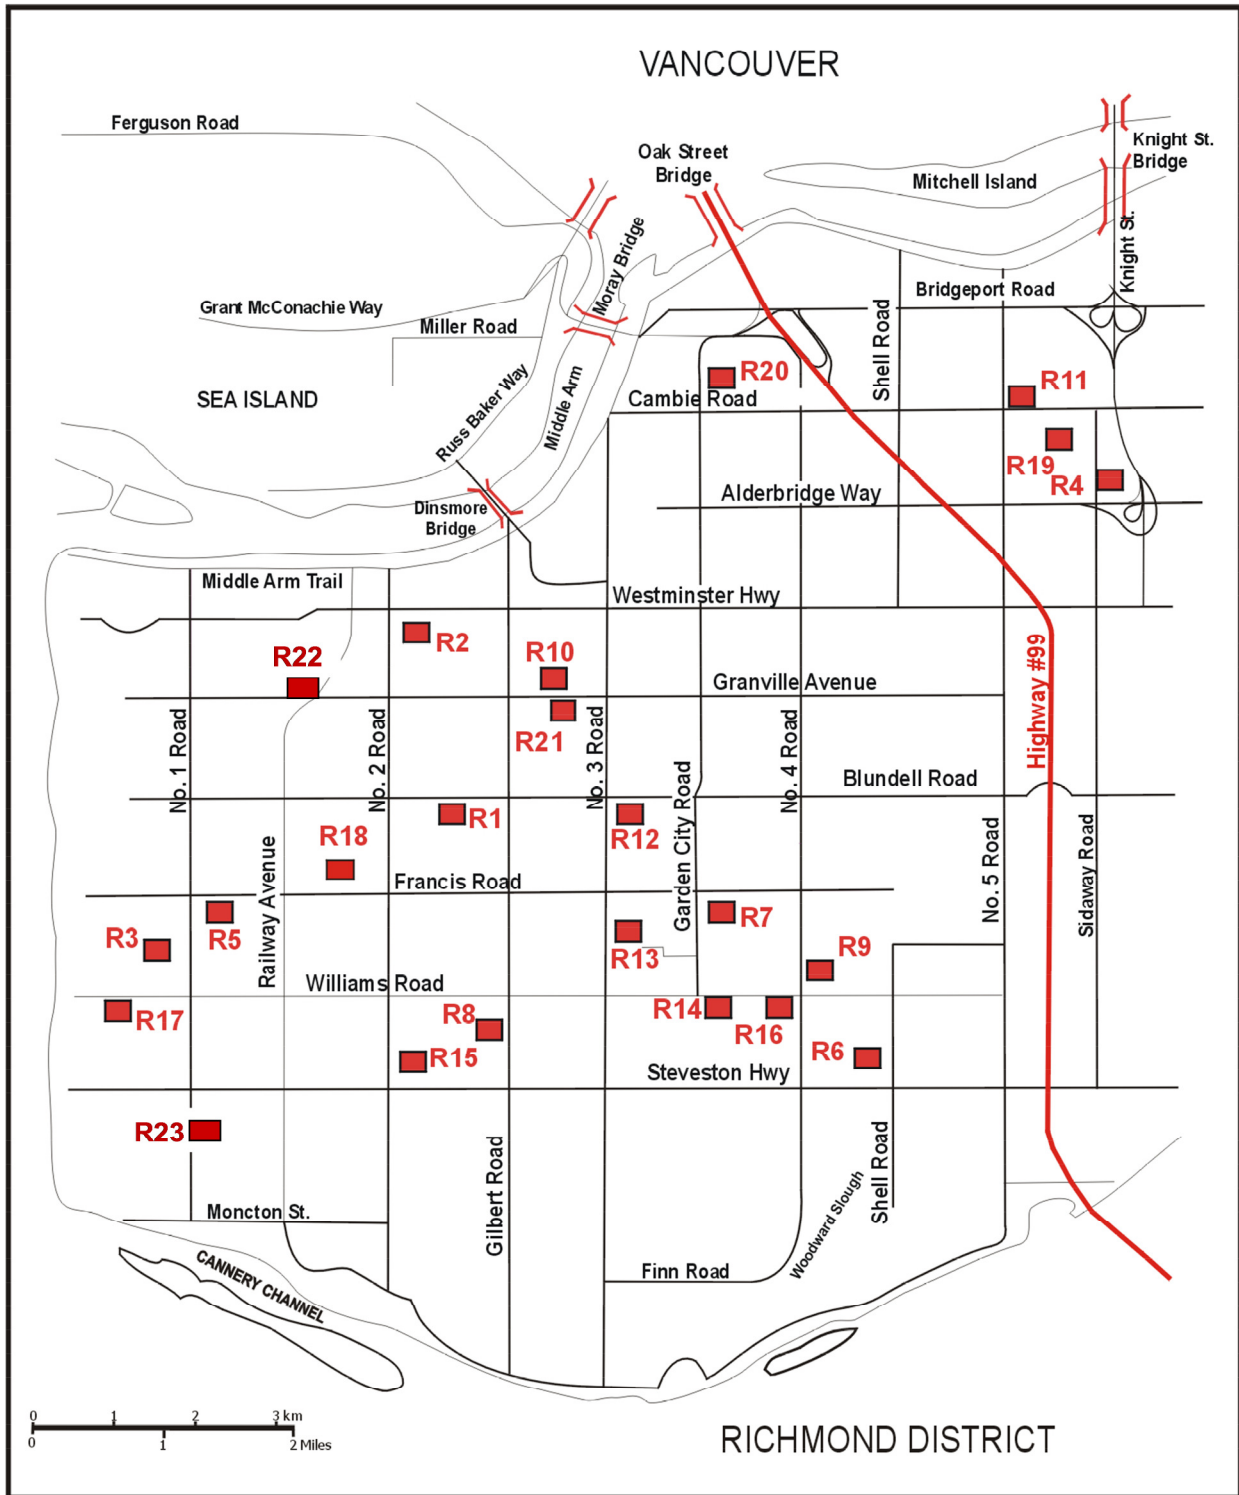 VANCOUVER
Ferguson Road
Oak Street
Bridge
Knight St.
Bridge
Mitchell Island
Knight St.
Moray Bridge
Bridgeport Road
Grant McConachie Way
Miller Road
Shell Road
R20
R11
SEA ISLAND
Cambie Road
Russ Baker Way
Middle Arm
R19
R4
Alderbridge Way
Dinsmore
Bridge
Middle Arm Trail
Westminster Hwy
R2
R22
R10
Granville Avenue
Highway #99
R21
No. 1 Road
No. 2 Road
No. 3 Road
No. 4 Road
Blundell Road
R1
R12
R18
Garden City Road
No. 5 Road
Sidaway Road
Francis Road
Railway Avenue
R3
R5
R7
R13
R9
Williams Road
R17
R8
R14
R16
R15
R6
Steveston Hwy
R23
Gilbert Road
Shell Road
Woodward Slough
Moncton St.
CANNERY CHANNEL
Finn Road
0 1 2 3 km
0 1 2 Miles
RICHMOND DISTRICT